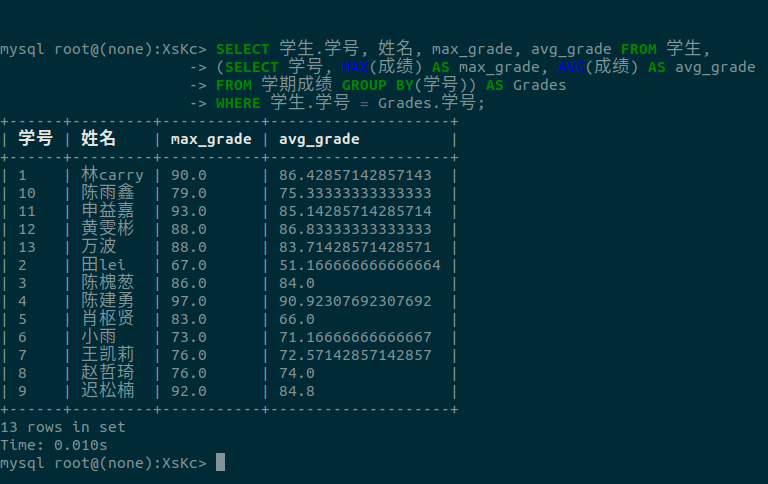 mysql root@(none):XsKc> SELECT 学生.学号, 姓名, max_grade, avg_grade FROM 学生,
                     -> (SELECT 学号, MAX(成绩) AS max_grade, AVG(成绩) AS avg_grade
                     -> FROM 学期成绩 GROUP BY(学号)) AS Grades
                     -> WHERE 学生.学号 = Grades.学号;
+------+---------+-----------+--------------------+
| 学号 | 姓名    | max_grade | avg_grade          |
+------+---------+-----------+--------------------+
| 1    | 林carry | 90.0      | 86.42857142857143  |
| 10   | 陈雨鑫  | 79.0      | 75.33333333333333  |
| 11   | 申益嘉  | 93.0      | 85.14285714285714  |
| 12   | 黄雯彬  | 88.0      | 86.83333333333333  |
| 13   | 万波    | 88.0      | 83.71428571428571  |
| 2    | 田lei   | 67.0      | 51.166666666666664 |
| 3    | 陈槐葱  | 86.0      | 84.0               |
| 4    | 陈建勇  | 97.0      | 90.92307692307692  |
| 5    | 肖枢贤  | 83.0      | 66.0               |
| 6    | 小雨    | 73.0      | 71.16666666666667  |
| 7    | 王凯莉  | 76.0      | 72.57142857142857  |
| 8    | 赵哲琦  | 76.0      | 74.0               |
| 9    | 迟松楠  | 92.0      | 84.8               |
+------+---------+-----------+--------------------+
13 rows in set
Time: 0.010s
mysql root@(none):XsKc>